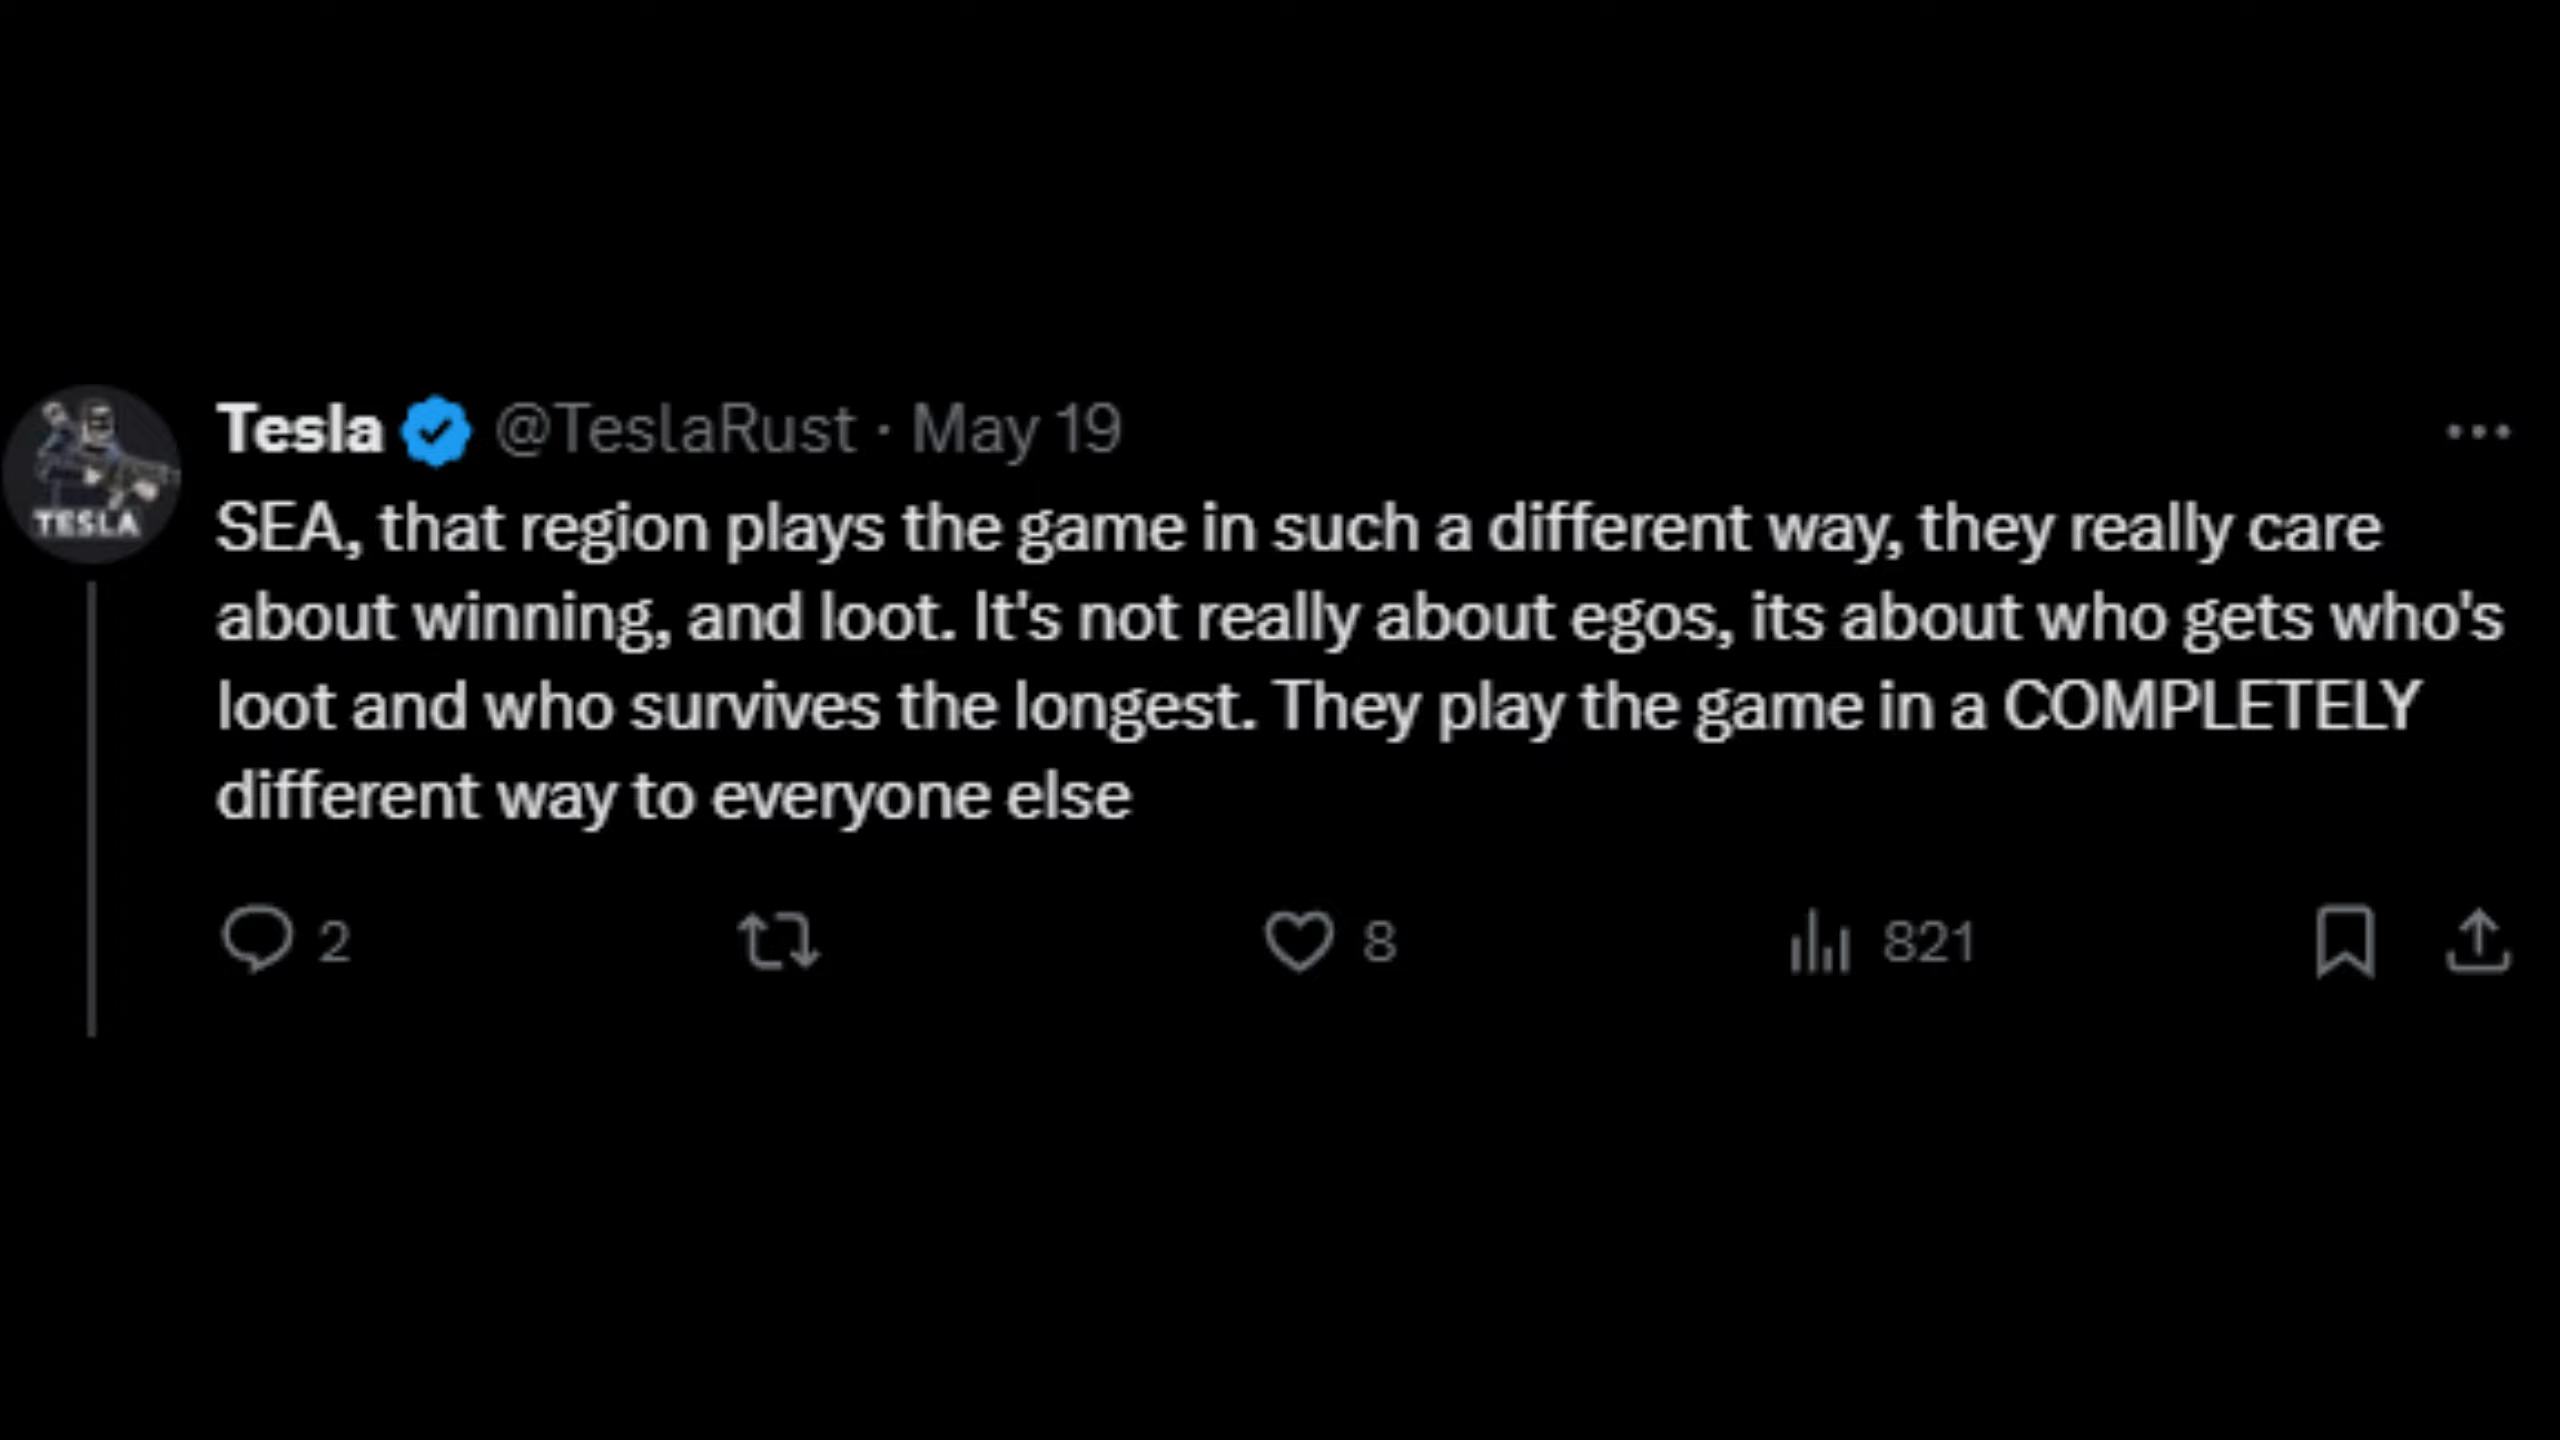 Tesla @TeslaRust · May 19
TESLA
SEA, that region plays the game in such a different way, they really care
about winning, and loot. It's not really about egos, its about who gets who's
loot and who survives the longest. They play the game in a COMPLETELY
different way to everyone else
2 8 821